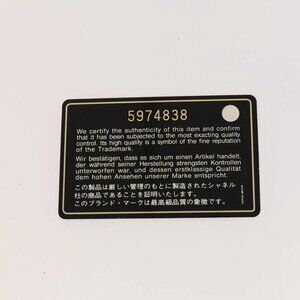 5974838
We certify the authenticity of this item and confirm
that it has been subjected to the most exacting quality
control. Its high quality is a symbol of the fine reputation
of the Trademark.
Wir bestätigen, dass es sich um einen Artikel handelt,
der während seiner Herstellung strengsten Kontrollen
unterworfen war, und dessen erstklassige Qualität
dem hohen Ansehen unserer Marke entspricht.
この製品は厳しい管理のもとに製造されたシャネル
社の商品であることを証明いたします。
このブランド・マークは最高級品質の象徴です。